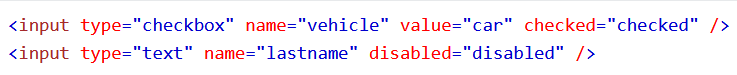 <input type="checkbox" name="vehicle" value="car" checked="checked" />
<input type="text" name="lastname" disabled="disabled" />